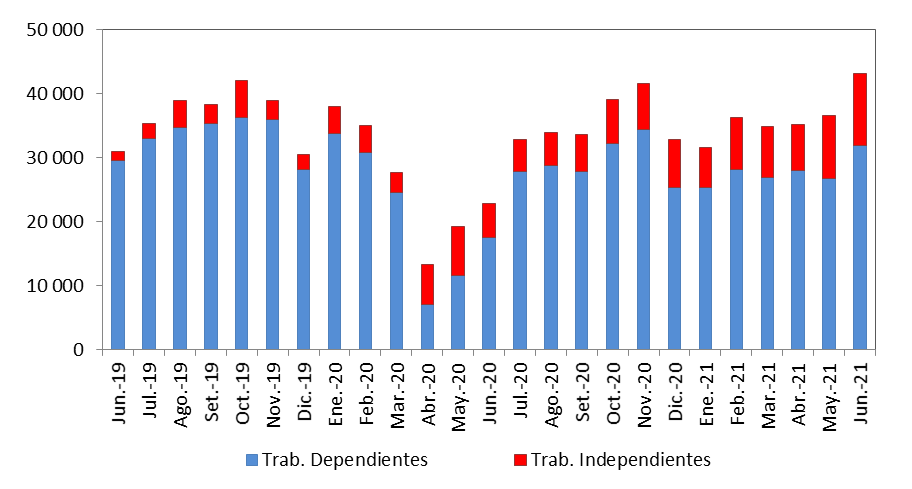 50 000
40 000
30 000
20 000
10 000
0
Jun.-19
Jul.-19
Ago.-19
Set.-19
Oct.-19
Nov.-19
Dic.-19
Ene.-20
Feb.-20
Mar.-20
Abr.-20
May.-20
Jun.-20
Jul.-20
Ago.-20
Set.-20
Oct.-20
Nov.-20
Dic.-20
Ene.-21
Feb.-21
Mar.-21
Abr.-21
May.-21
Jun.-21
Trab. Dependientes
Trab. Independientes